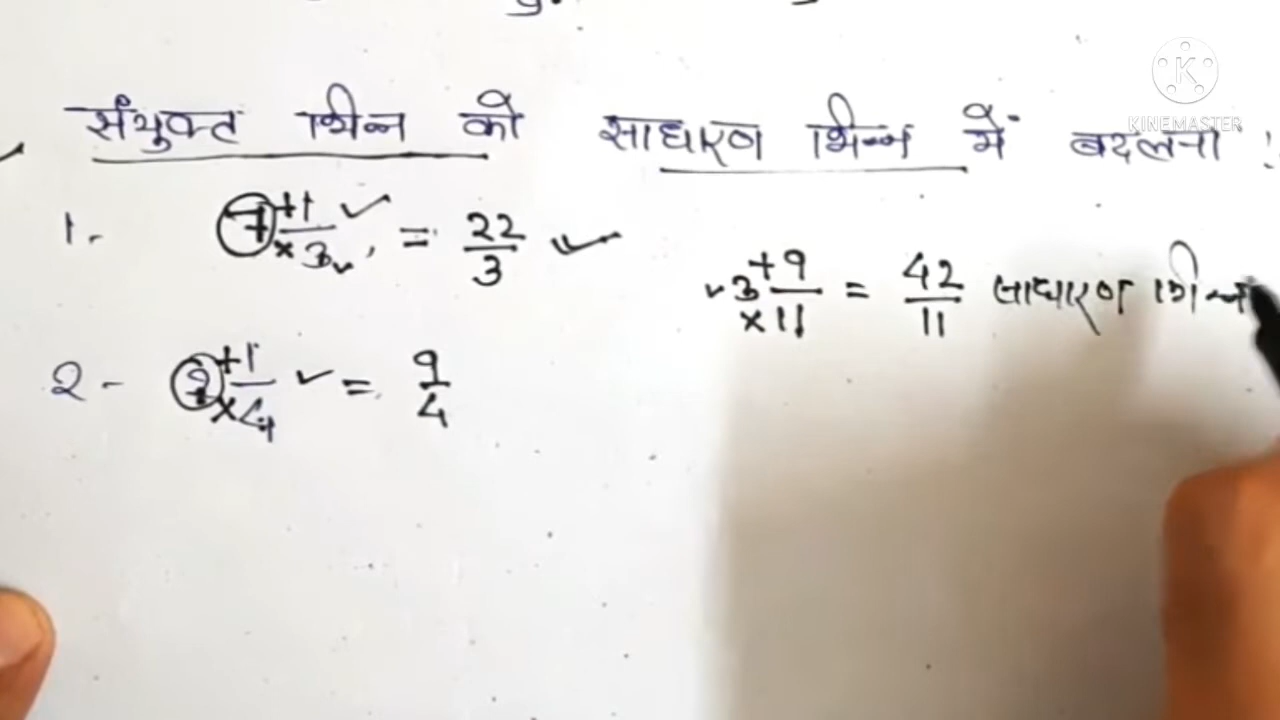 संयुक्त भिन्न को साधारण भिन्न में बदलना :
1. 7 +1/×3 = 22/3
3 +9/×11 = 42/11 साधारण भिन्न
2- 2 +1/×4 = 9/4
KINEMASTER